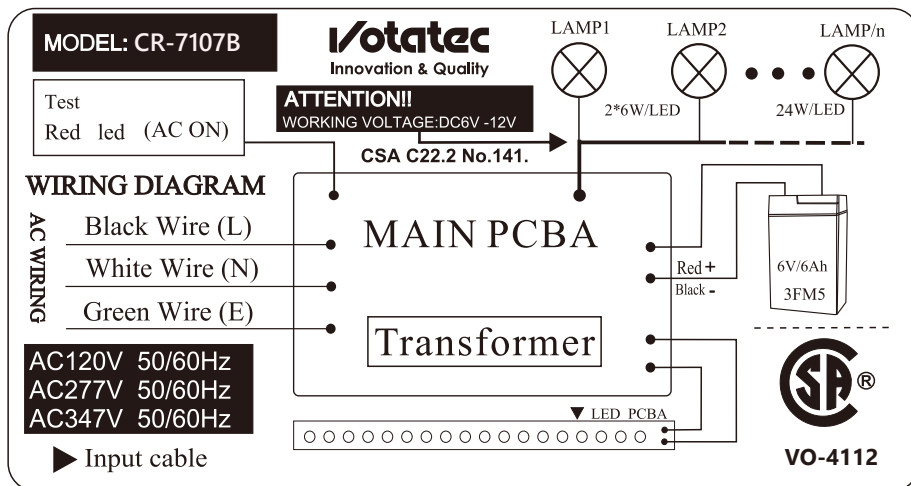 MODEL: CR-7107B
Votatec
Innovation & Quality
ATTENTION!!
WORKING VOLTAGE:DC6V -12V
CSA C22.2 No.141.
LAMP1
LAMP2
LAMP/n
2*6W/LED
24W/LED
Test
Red led (AC ON)
WIRING DIAGRAM
AC WIRING
Black Wire (L)
White Wire (N)
Green Wire (E)
MAIN PCBA
Transformer
Red +
Black -
6V/6Ah
3FM5
AC120V 50/60Hz
AC277V 50/60Hz
AC347V 50/60Hz
Input cable
LED PCBA
CSA ®
VO-4112